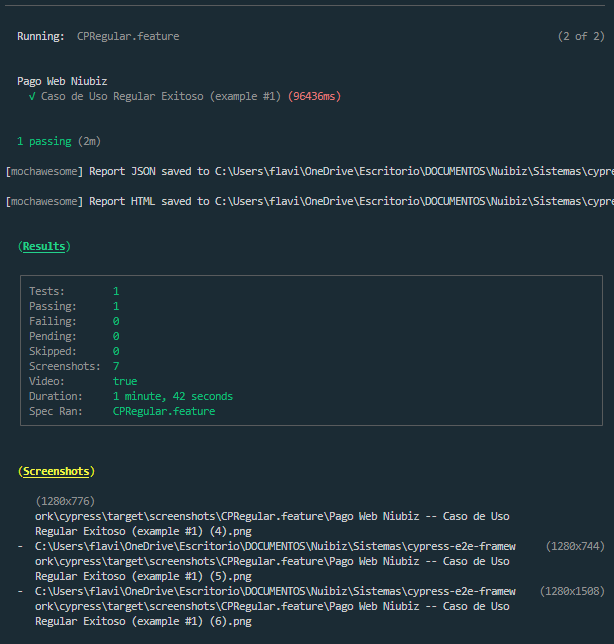 Running:  CPRegular.feature (2 of 2)
Pago Web Niubiz
√ Caso de Uso Regular Exitoso (example #1) (96436ms)
1 passing (2m)
[mochawesome] Report JSON saved to C:\Users\flavi\OneDrive\Escritorio\DOCUMENTOS\Nuibiz\Sistemas\cypre
[mochawesome] Report HTML saved to C:\Users\flavi\OneDrive\Escritorio\DOCUMENTOS\Nuibiz\Sistemas\cypre
(Results)
Tests: 1
Passing: 1
Failing: 0
Pending: 0
Skipped: 0
Screenshots: 7
Video: true
Duration: 1 minute, 42 seconds
Spec Ran: CPRegular.feature
(Screenshots)
(1280x776)
ork\cypress\target\screenshots\CPRegular.feature\Pago Web Niubiz -- Caso de Uso
Regular Exitoso (example #1) (4).png
- C:\Users\flavi\OneDrive\Escritorio\DOCUMENTOS\Nuibiz\Sistemas\cypress-e2e-framew (1280x744)
ork\cypress\target\screenshots\CPRegular.feature\Pago Web Niubiz -- Caso de Uso
Regular Exitoso (example #1) (5).png
- C:\Users\flavi\OneDrive\Escritorio\DOCUMENTOS\Nuibiz\Sistemas\cypress-e2e-framew (1280x1508)
ork\cypress\target\screenshots\CPRegular.feature\Pago Web Niubiz -- Caso de Uso
Regular Exitoso (example #1) (6).png